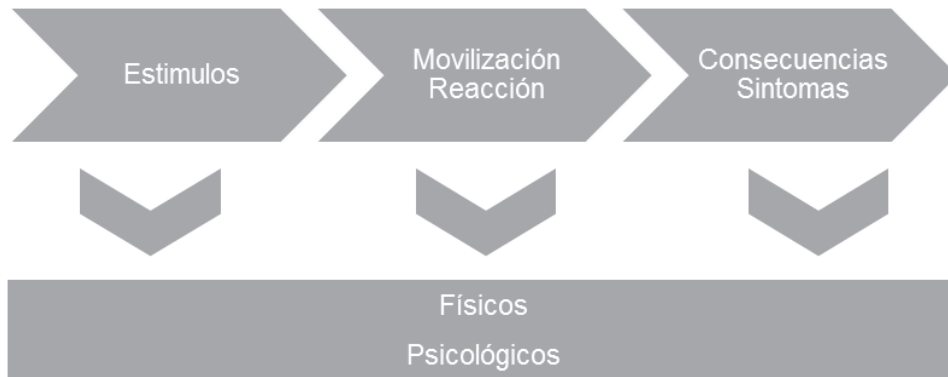 Estimulos
Movilización
Reacción
Consecuencias
Sintomas
Físicos
Psicológicos